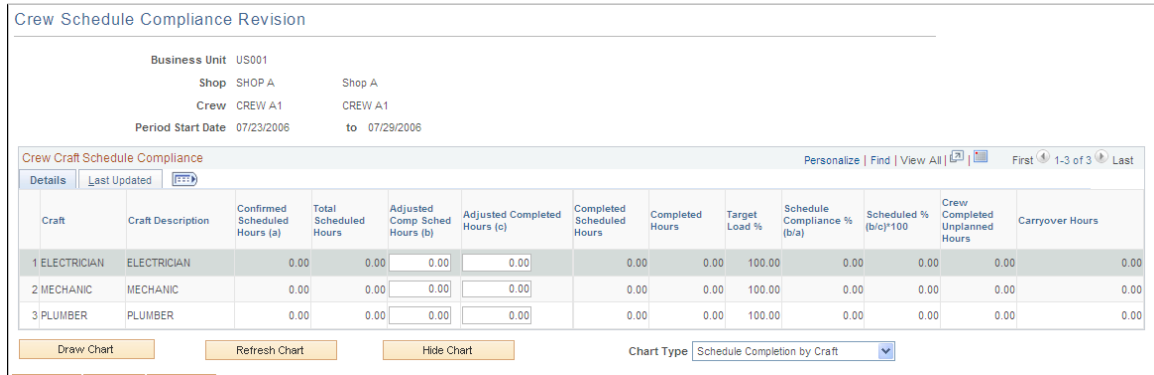 Crew Schedule Compliance Revision
Business Unit US001
Shop SHOP A Shop A
Crew CREW A1 CREW A1
Period Start Date 07/23/2006 to 07/29/2006
Crew Craft Schedule Compliance Personalize | Find | View All | | First 1-3 of 3 Last
Details Last Updated
Craft Craft Description Confirmed Scheduled Hours (a) Total Scheduled Hours Adjusted Comp Sched Hours (b) Adjusted Completed Hours (c) Completed Scheduled Hours Completed Hours Target Load % Schedule Compliance % (b/a) Scheduled % (b/c)*100 Crew Completed Unplanned Hours Carryover Hours
1 ELECTRICIAN ELECTRICIAN 0.00 0.00 0.00 0.00 0.00 0.00 100.00 0.00 0.00 0.00 0.00
2 MECHANIC MECHANIC 0.00 0.00 0.00 0.00 0.00 0.00 100.00 0.00 0.00 0.00 0.00
3 PLUMBER PLUMBER 0.00 0.00 0.00 0.00 0.00 0.00 100.00 0.00 0.00 0.00 0.00
Draw Chart Refresh Chart Hide Chart Chart Type Schedule Completion by Craft